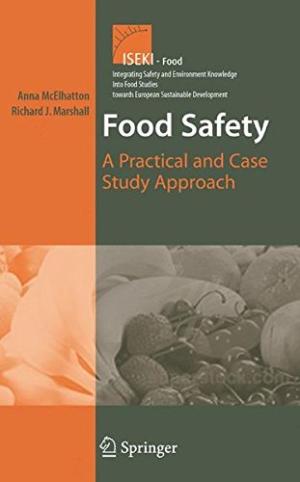 ISEKI - Food
Integrating Safety and Environment Knowledge
Into Food Studies
towards European Sustainable Development
Anna McElhatton
Richard J. Marshall
Food Safety
A Practical and Case
Study Approach
Springer